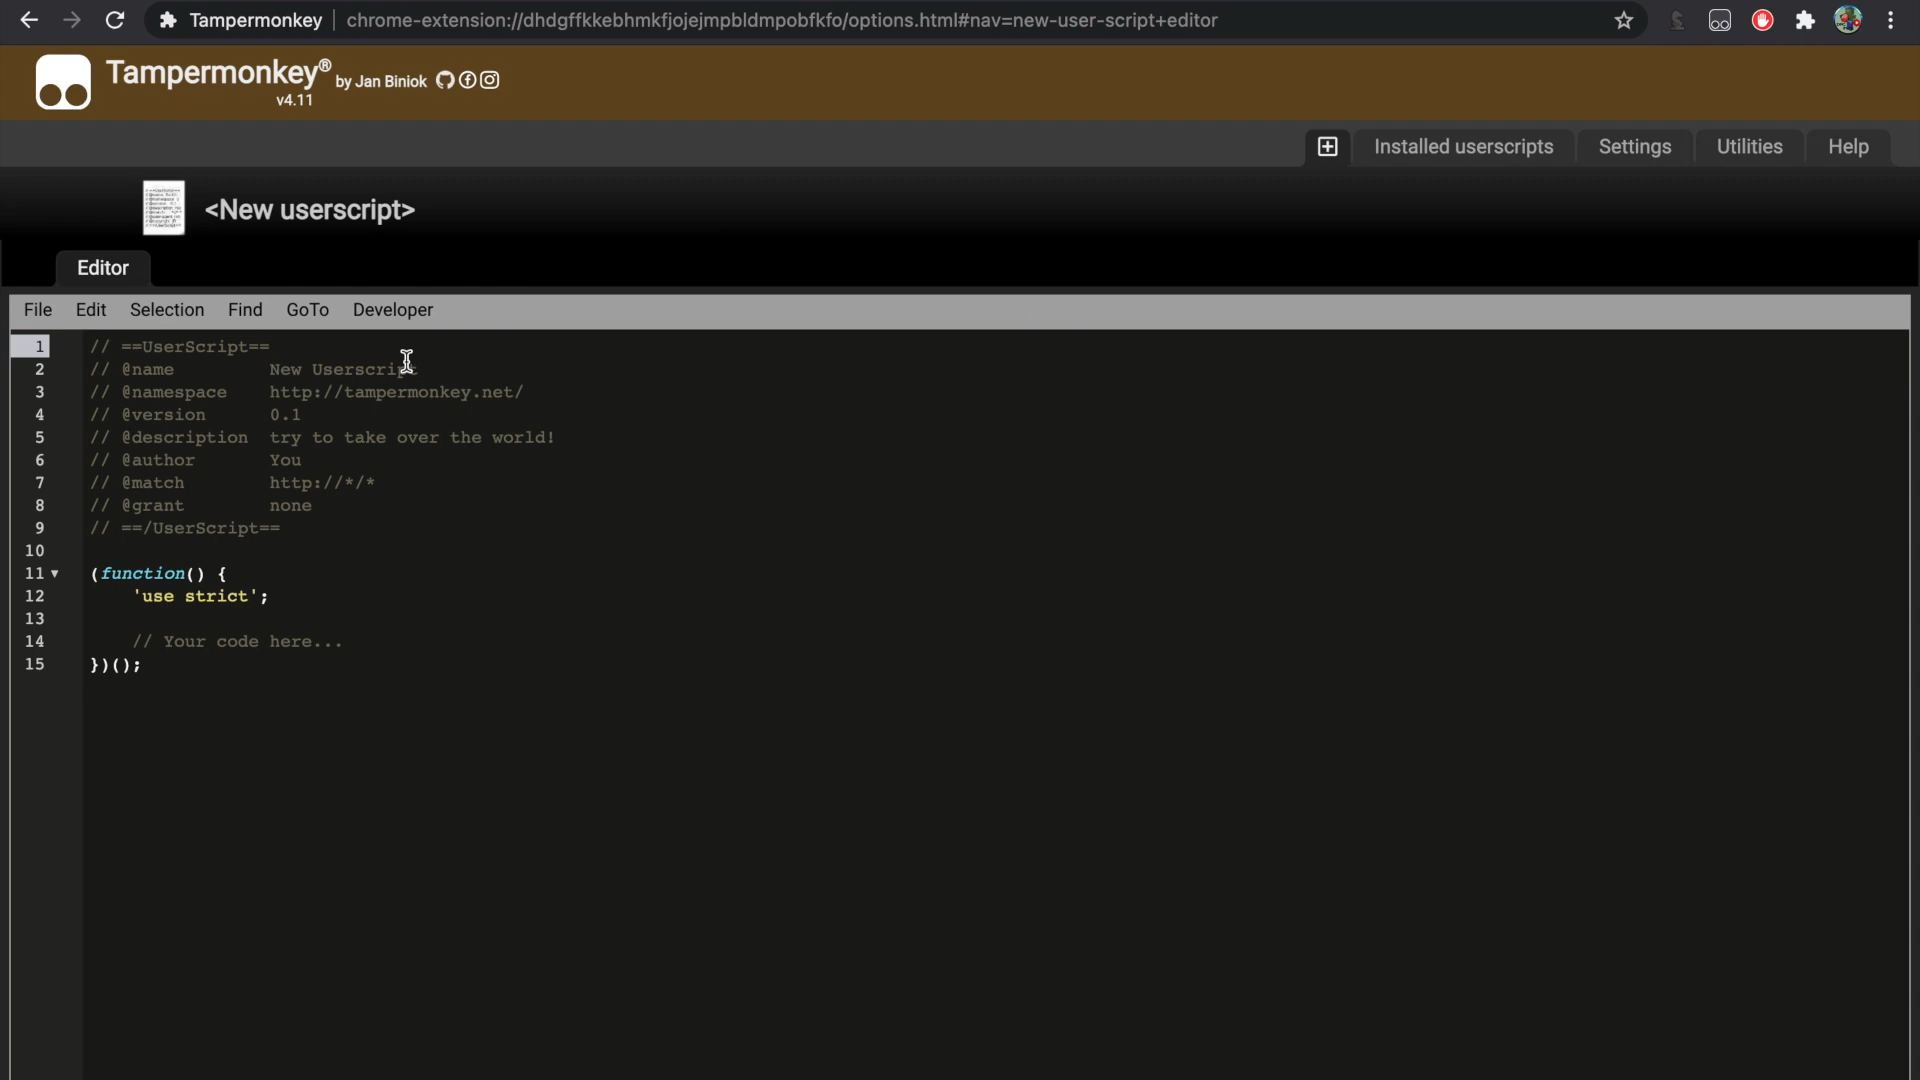 Tampermonkey | chrome-extension://dhdgffkkebhmkfjojejmpbldmpobfkfo/options.html#nav=new-user-script+editor
Tampermonkey® by Jan Biniok
v4.11
Installed userscripts Settings Utilities Help
<New userscript>
Editor
File Edit Selection Find GoTo Developer
1 // ==UserScript==
2 // @name New Userscript
3 // @namespace http://tampermonkey.net/
4 // @version 0.1
5 // @description try to take over the world!
6 // @author You
7 // @match http://*/*
8 // @grant none
9 // ==/UserScript==
10
11 (function() {
12 'use strict';
13
14 // Your code here...
15 })();